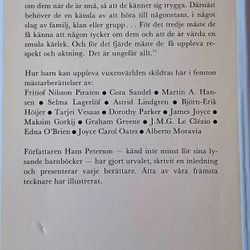 om dem när de är små, så att de känner sig trygga. Därnäst
behöver de en känsla av att höra till någonstans, i något
slag av familj, klan eller grupp. . . För det tredje måste de
få känna att någon tycker om dem och att de är värda en
smula kärlek. Och för det fjärde måste de få uppleva respekt
och aktning. Det är ungefär allt".
Hur barn kan uppleva vuxenvärlden skildras här i femton
mästarberättelser av:
Fritiof Nilsson Piraten ● Cora Sandel ● Martin A. Hansen
● Selma Lagerlöf ● Astrid Lindgren ● Björn-Erik
Höijer ● Tarjei Vesaas ● Dorothy Parker ● James Joyce ●
Maksim Gorkij ● Graham Greene ● J.M.G. Le Clézio ●
Edna O'Brien ● Joyce Carol Oates ● Alberto Moravia.
Författaren Hans Peterson — känd inte minst för sina lysande
barnböcker — har gjort urvalet, skrivit en inledning
och presenterar varje berättare. Åtta av våra främsta
tecknare har illustrerat.